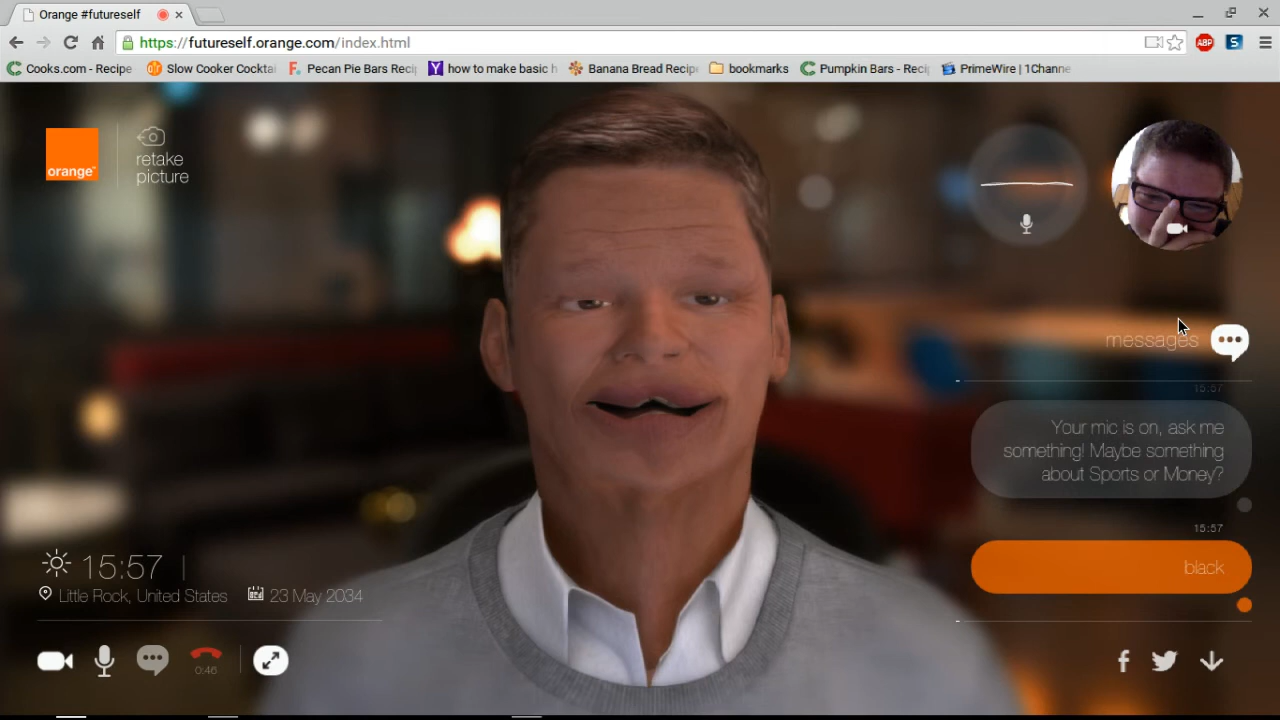 Orange #futureself
https://futureself.orange.com/index.html
ABP
S
Cooks.com - Recipe
Slow Cooker Cockta
Pecan Pie Bars Reci
how to make basic h
Banana Bread Recip
bookmarks
Pumpkin Bars - Reci
PrimeWire | 1Channe
orange™
retake
picture
messages
15:57
Your mic is on, ask me
something! Maybe something
about Sports or Money?
15:57
black
15:57
Little Rock, United States
23 May 2034
0:46